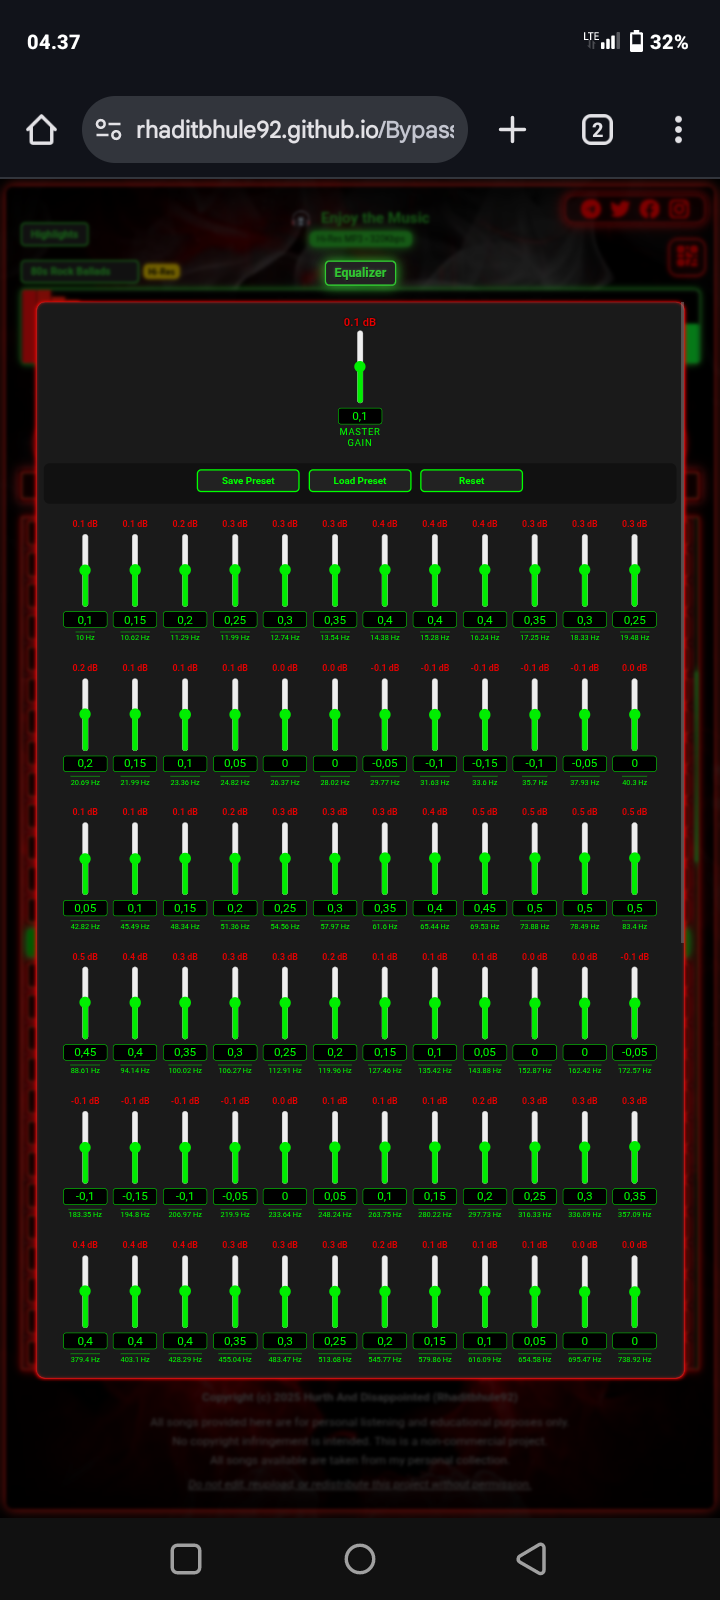 04.37
LTE
32%
rhaditbhule92.github.io/Bypass
2
Enjoy the Music
Highlights
Hi-Res MP3 • 320Kbps
80s Rock Ballads
Hi-Res
Equalizer
0.1 dB
0,1
MASTER
GAIN
Save Preset Load Preset Reset
0.1 dB 0.1 dB 0.2 dB 0.3 dB 0.3 dB 0.3 dB 0.4 dB 0.4 dB 0.4 dB 0.3 dB 0.3 dB 0.3 dB
0,1 0,15 0,2 0,25 0,3 0,35 0,4 0,4 0,4 0,35 0,3 0,25
10 Hz 10.62 Hz 11.29 Hz 11.99 Hz 12.74 Hz 13.54 Hz 14.38 Hz 15.28 Hz 16.24 Hz 17.25 Hz 18.33 Hz 19.48 Hz
0.2 dB 0.1 dB 0.1 dB 0.1 dB 0.0 dB 0.0 dB -0.1 dB -0.1 dB -0.1 dB -0.1 dB -0.1 dB 0.0 dB
0,2 0,15 0,1 0,05 0 0 -0,05 -0,1 -0,15 -0,1 -0,05 0
20.69 Hz 21.99 Hz 23.36 Hz 24.82 Hz 26.37 Hz 28.02 Hz 29.77 Hz 31.63 Hz 33.6 Hz 35.7 Hz 37.93 Hz 40.3 Hz
0.1 dB 0.1 dB 0.1 dB 0.2 dB 0.3 dB 0.3 dB 0.3 dB 0.4 dB 0.5 dB 0.5 dB 0.5 dB 0.5 dB
0,05 0,1 0,15 0,2 0,25 0,3 0,35 0,4 0,45 0,5 0,5 0,5
42.82 Hz 45.49 Hz 48.34 Hz 51.36 Hz 54.56 Hz 57.97 Hz 61.6 Hz 65.44 Hz 69.53 Hz 73.88 Hz 78.49 Hz 83.4 Hz
0.5 dB 0.4 dB 0.3 dB 0.3 dB 0.3 dB 0.2 dB 0.1 dB 0.1 dB 0.1 dB 0.0 dB 0.0 dB -0.1 dB
0,45 0,4 0,35 0,3 0,25 0,2 0,15 0,1 0,05 0 0 -0,05
88.61 Hz 94.14 Hz 100.02 Hz 106.27 Hz 112.91 Hz 119.96 Hz 127.46 Hz 135.42 Hz 143.88 Hz 152.87 Hz 162.42 Hz 172.57 Hz
-0.1 dB -0.1 dB -0.1 dB -0.1 dB 0.0 dB 0.1 dB 0.1 dB 0.1 dB 0.2 dB 0.3 dB 0.3 dB 0.3 dB
-0,1 -0,15 -0,1 -0,05 0 0,05 0,1 0,15 0,2 0,25 0,3 0,35
183.35 Hz 194.8 Hz 206.97 Hz 219.9 Hz 233.64 Hz 248.24 Hz 263.75 Hz 280.22 Hz 297.73 Hz 316.33 Hz 336.09 Hz 357.09 Hz
0.4 dB 0.4 dB 0.4 dB 0.3 dB 0.3 dB 0.3 dB 0.2 dB 0.1 dB 0.1 dB 0.1 dB 0.0 dB 0.0 dB
0,4 0,4 0,4 0,35 0,3 0,25 0,2 0,15 0,1 0,05 0 0
379.4 Hz 403.1 Hz 428.29 Hz 455.04 Hz 483.47 Hz 513.68 Hz 545.77 Hz 579.86 Hz 616.09 Hz 654.58 Hz 695.47 Hz 738.92 Hz
Copyright (c) 2025 Hurth And Disappointed (Rhaditbhule92)
All songs provided here are for personal listening and educational purposes only.
No copyright infringement is intended. This is a non-commercial project.
All songs available are taken from my personal collection.
Do not edit, reupload, or redistribute this project without permission.